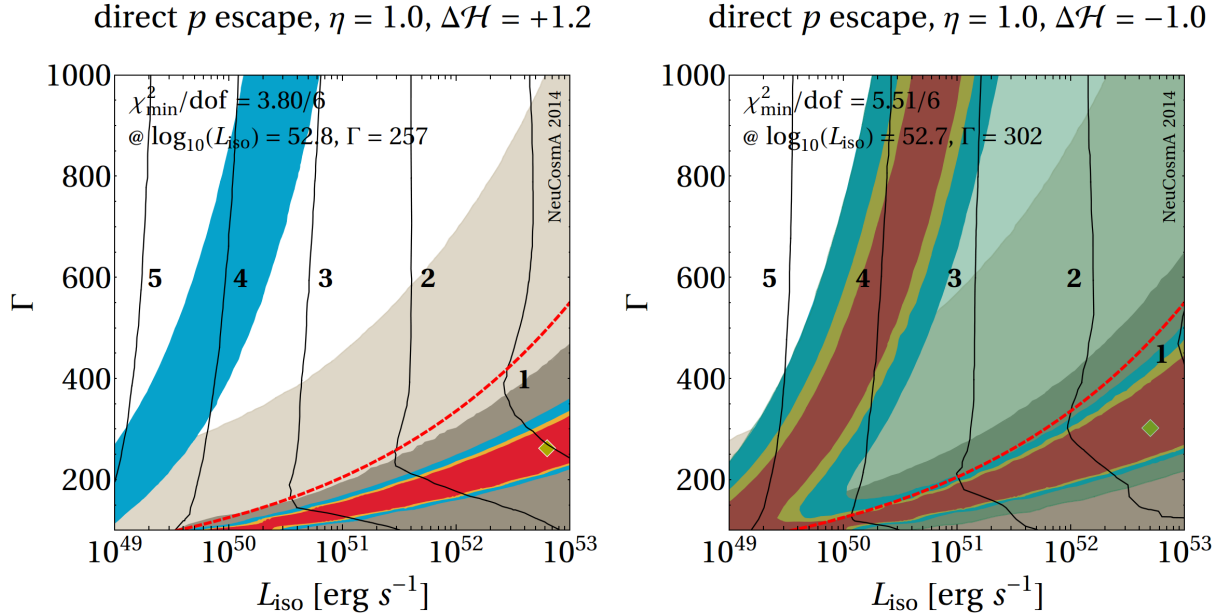 direct p escape, η = 1.0, Δℋ = +1.2
χ²min/dof = 3.80/6
@ log10(Liso) = 52.8, Γ = 257
NeuCosmA 2014
1000
800
600
400
200
Γ
5
4
3
2
1
10^49
10^50
10^51
10^52
10^53
Liso [erg s^−1]
direct p escape, η = 1.0, Δℋ = −1.0
χ²min/dof = 5.51/6
@ log10(Liso) = 52.7, Γ = 302
NeuCosmA 2014
1000
800
600
400
200
Γ
5
4
3
2
1
10^49
10^50
10^51
10^52
10^53
Liso [erg s^−1]